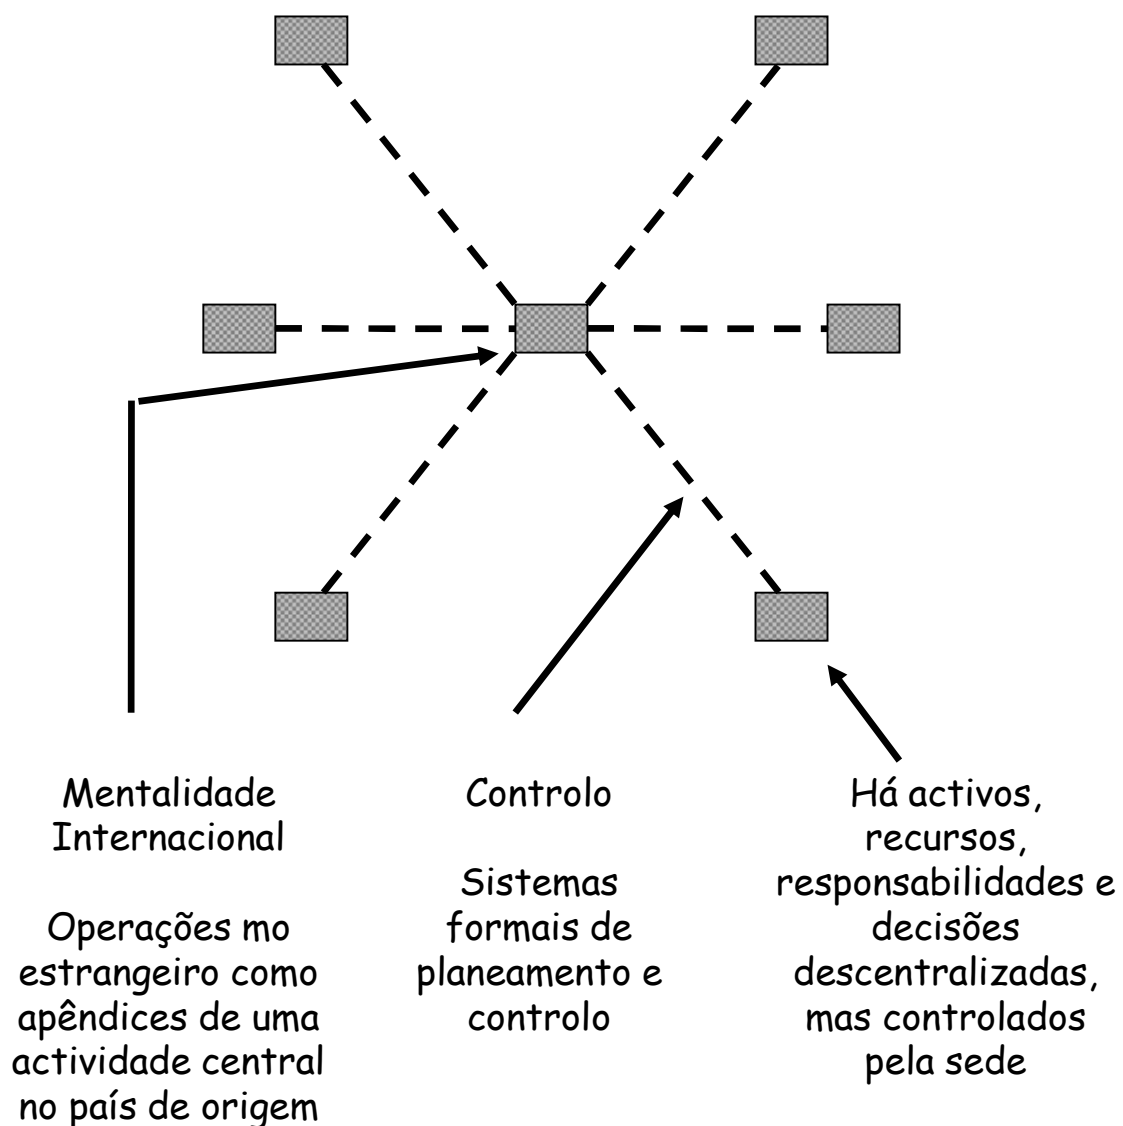 Mentalidade
Internacional
Operações mo
estrangeiro como
apêndices de uma
actividade central
no país de origem
Controlo
Sistemas
formais de
planeamento e
controlo
Há activos,
recursos,
responsabilidades e
decisões
descentralizadas,
mas controlados
pela sede